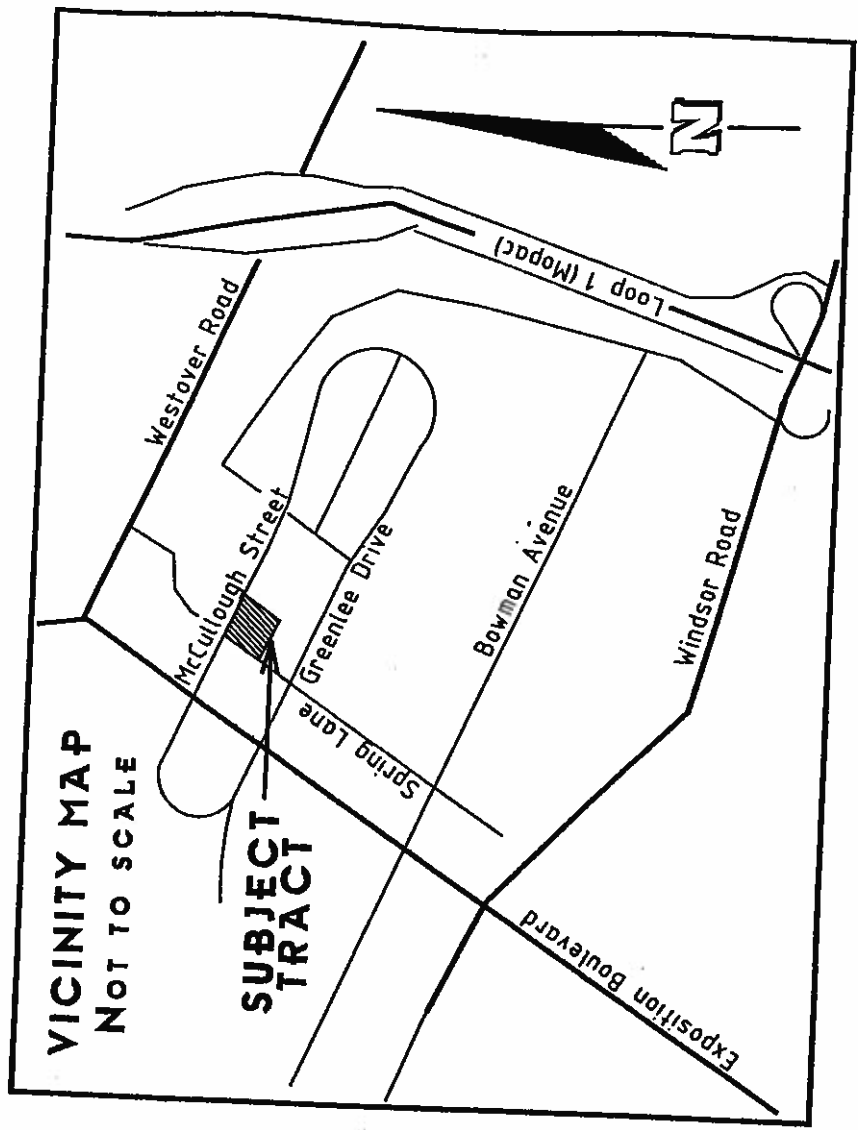 VICINITY MAP
NOT TO SCALE
SUBJECT
TRACT
Westover Road
McCullough Street
Greenlee Drive
Spring Lane
Bowman Avenue
Windsor Road
Exposition Boulevard
Loop 1 (Mopac)
N